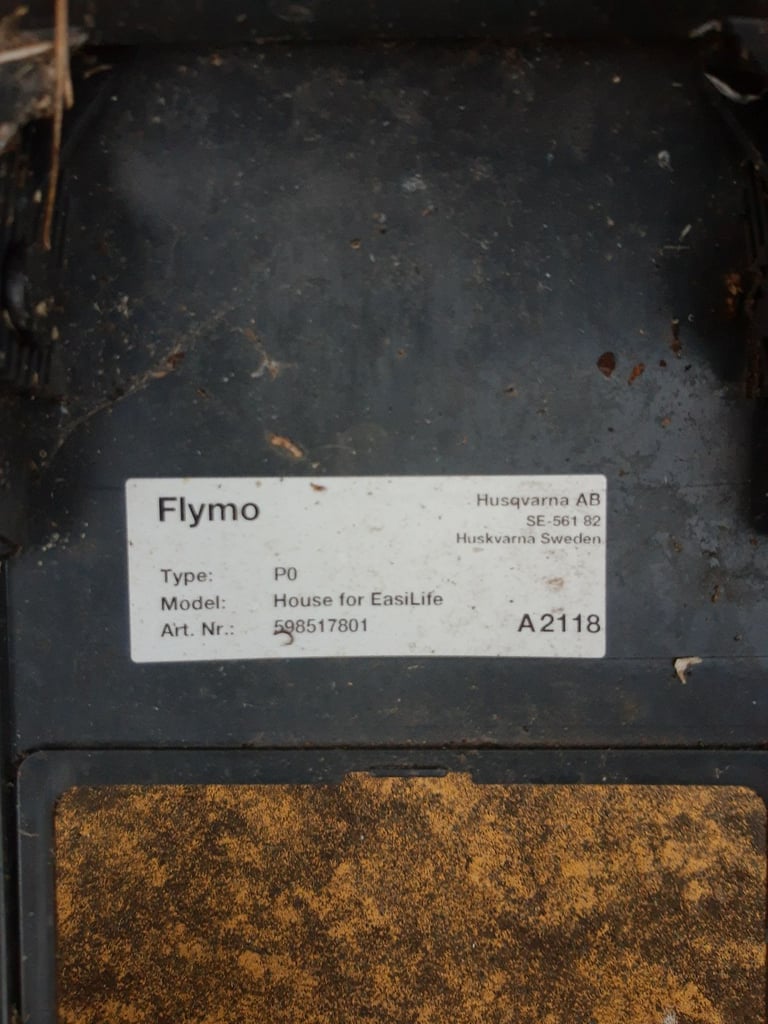 Flymo
Husqvarna AB
SE-561 82
Huskvarna Sweden
Type: P0
Model: House for EasiLife
Art. Nr.: 598517801
A2118